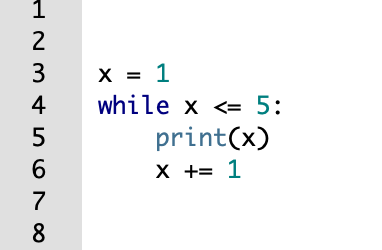 1
2
3 x = 1
4 while x <= 5:
5     print(x)
6     x += 1
7
8